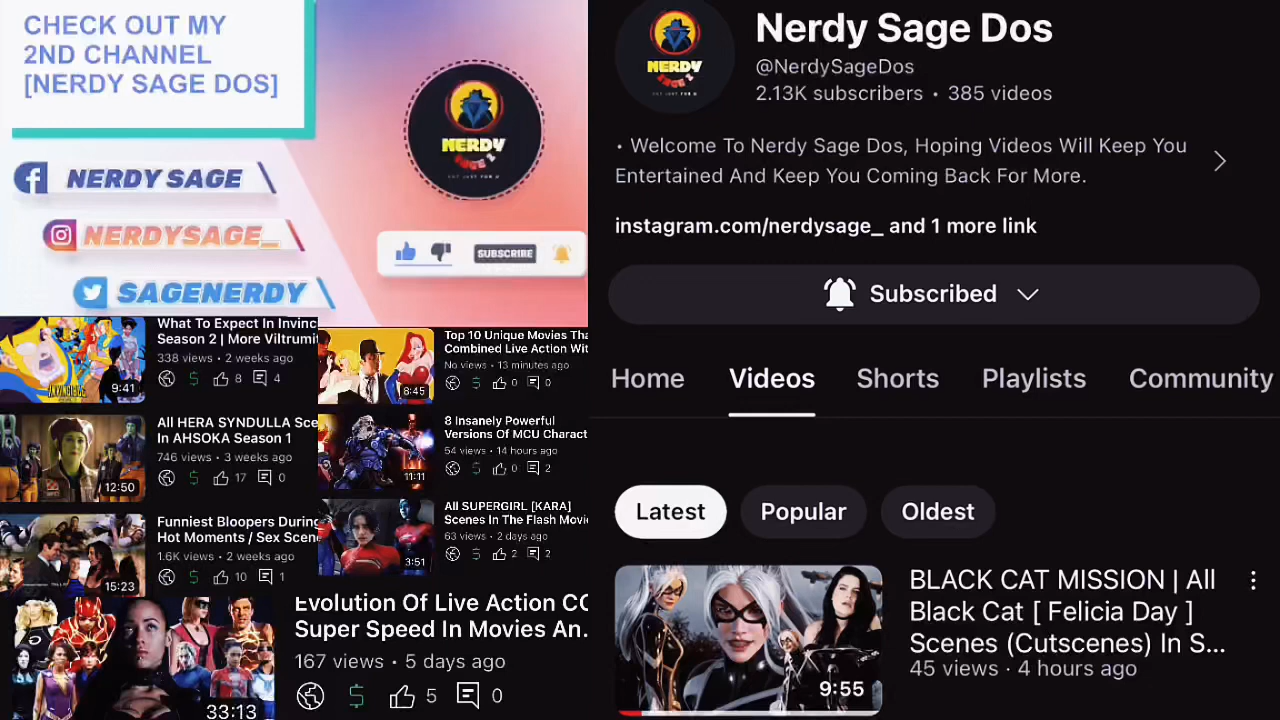 CHECK OUT MY
2ND CHANNEL
[NERDY SAGE DOS]
NERDY SAGE
NERDYSAGE_
SAGENERDY
NERDY
SAGE 2
SUBSCRIBE
What To Expect In Invinc
Season 2 | More Viltrumit
338 views • 2 weeks ago
8 4
9:41
All HERA SYNDULLA Sce
In AHSOKA Season 1
746 views • 3 weeks ago
17 0
12:50
Funniest Bloopers During
Hot Moments / Sex Scen
1.6K views • 2 weeks ago
10 1
15:23
Top 10 Unique Movies Tha
Combined Live Action Wit
No views • 13 minutes ago
0 0
8:45
8 Insanely Powerful
Versions Of MCU Charact
54 views • 14 hours ago
0 2
11:11
All SUPERGIRL [KARA]
Scenes In The Flash Movi
63 views • 2 days ago
2 2
3:51
Evolution Of Live Action CG
Super Speed In Movies An...
167 views • 5 days ago
5 0
33:13
NERDY
SAGE 2
Nerdy Sage Dos
@NerdySageDos
2.13K subscribers • 385 videos
• Welcome To Nerdy Sage Dos, Hoping Videos Will Keep You
Entertained And Keep You Coming Back For More.
instagram.com/nerdysage_ and 1 more link
Subscribed
Home Videos Shorts Playlists Community
Latest Popular Oldest
BLACK CAT MISSION | All
Black Cat [ Felicia Day ]
Scenes (Cutscenes) In S...
45 views • 4 hours ago
9:55